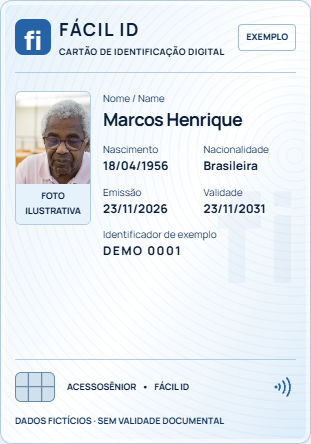 fi
FÁCIL ID
CARTÃO DE IDENTIFICAÇÃO DIGITAL
EXEMPLO
Nome / Name
Marcos Henrique
Nascimento
18/04/1956
Nacionalidade
Brasileira
Emissão
23/11/2026
Validade
23/11/2031
Identificador de exemplo
DEMO 0001
FOTO
ILUSTRATIVA
fi
ACESSOSÊNIOR • FÁCIL ID
DADOS FICTÍCIOS · SEM VALIDADE DOCUMENTAL